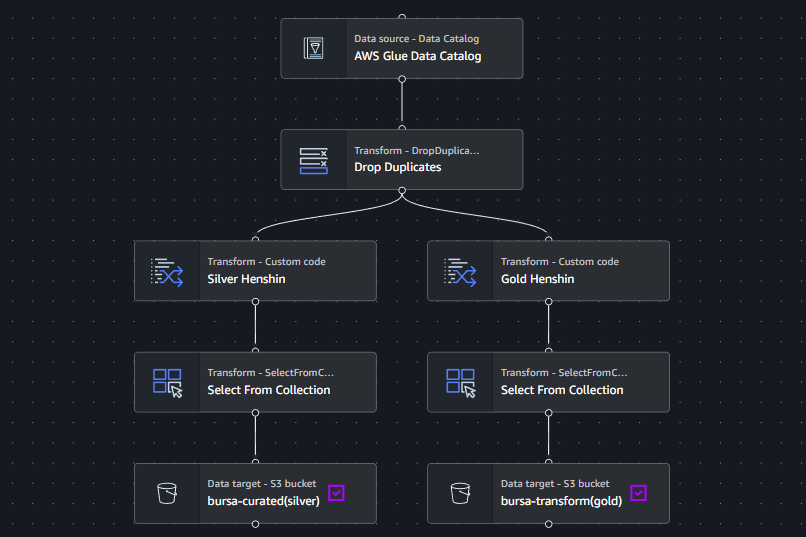 Data source - Data Catalog
AWS Glue Data Catalog
Transform - DropDuplica...
Drop Duplicates
Transform - Custom code
Silver Henshin
Transform - Custom code
Gold Henshin
Transform - SelectFromC...
Select From Collection
Transform - SelectFromC...
Select From Collection
Data target - S3 bucket
bursa-curated(silver)
Data target - S3 bucket
bursa-transform(gold)